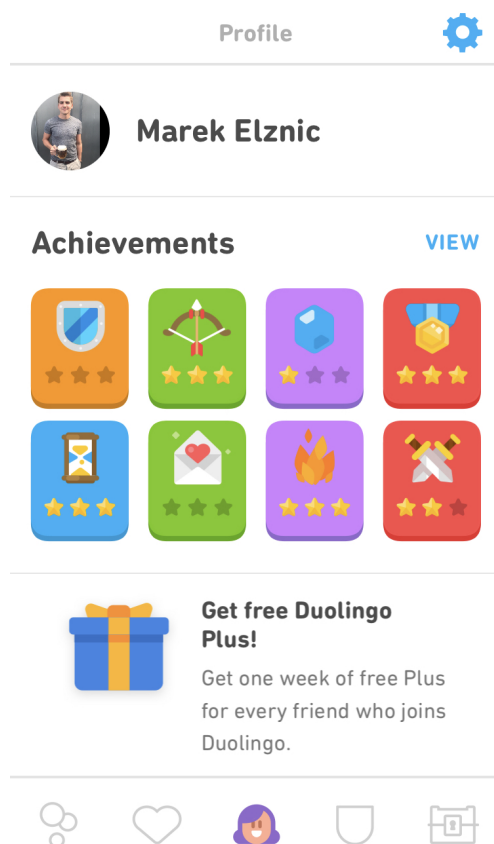 Profile
Marek Elznic
Achievements
VIEW
Get free Duolingo
Plus!
Get one week of free Plus
for every friend who joins
Duolingo.